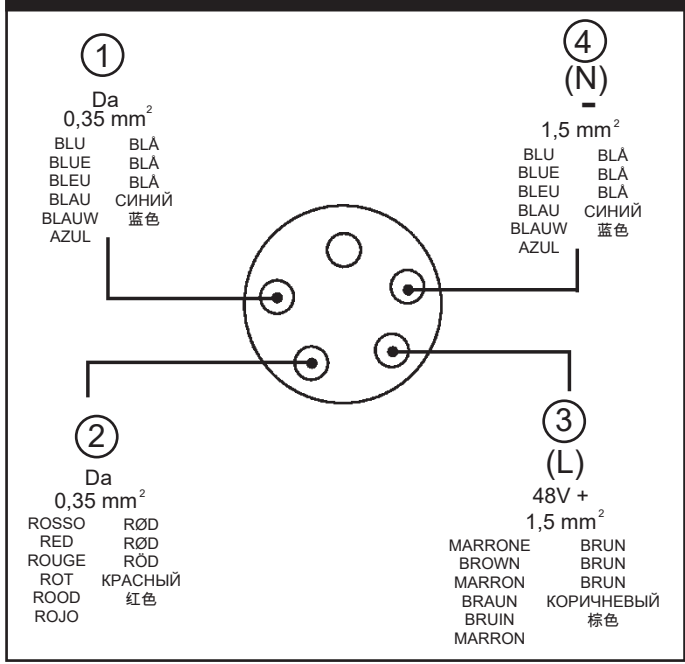 1
Da
0,35 mm²
BLU BLÅ
BLUE BLÅ
BLEU BLÅ
BLAU СИНИЙ
BLAUW 蓝色
AZUL
4
(N)
-
1,5 mm²
BLU BLÅ
BLUE BLÅ
BLEU BLÅ
BLAU СИНИЙ
BLAUW 蓝色
AZUL
2
Da
0,35 mm²
ROSSO RØD
RED RØD
ROUGE RÖD
ROT КРАСНЫЙ
ROOD 红色
ROJO
3
(L)
48V +
1,5 mm²
MARRONE BRUN
BROWN BRUN
MARRON BRUN
BRAUN КОРИЧНЕВЫЙ
BRUIN 棕色
MARRON